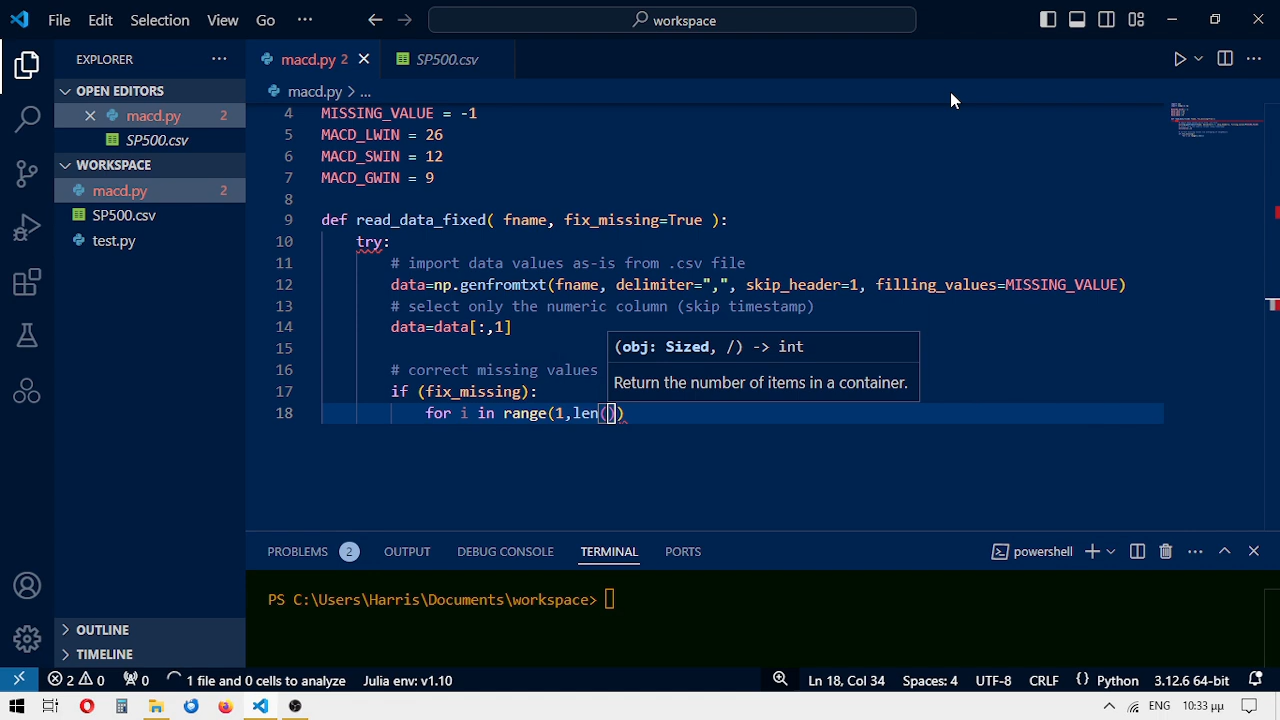 File Edit Selection View Go ··· workspace
EXPLORER ··· macd.py 2 SP500.csv ···
OPEN EDITORS macd.py > ...
macd.py 2
SP500.csv
WORKSPACE
macd.py 2
SP500.csv
test.py
4 MISSING_VALUE = -1
5 MACD_LWIN = 26
6 MACD_SWIN = 12
7 MACD_GWIN = 9
8
9 def read_data_fixed( fname, fix_missing=True ):
10 try:
11 # import data values as-is from .csv file
12 data=np.genfromtxt(fname, delimiter=",", skip_header=1, filling_values=MISSING_VALUE)
13 # select only the numeric column (skip timestamp)
14 data=data[:,1]
15
(obj: Sized, /) -> int
Return the number of items in a container.
16 # correct missing values
17 if (fix_missing):
18 for i in range(1,len())
PROBLEMS 2 OUTPUT DEBUG CONSOLE TERMINAL PORTS powershell ···
PS C:\Users\Harris\Documents\workspace>
OUTLINE
TIMELINE
2 0 0 1 file and 0 cells to analyze Julia env: v1.10 Ln 18, Col 34 Spaces: 4 UTF-8 CRLF {} Python 3.12.6 64-bit
ΕΝG 10:33 μμ